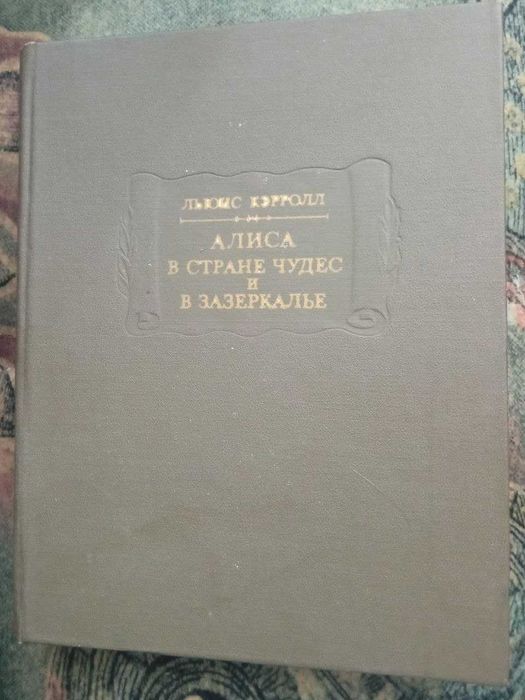 ЛЬЮИС КЭРРОЛЛ
АЛИСА
В СТРАНЕ ЧУДЕС
И
В ЗАЗЕРКАЛЬЕ